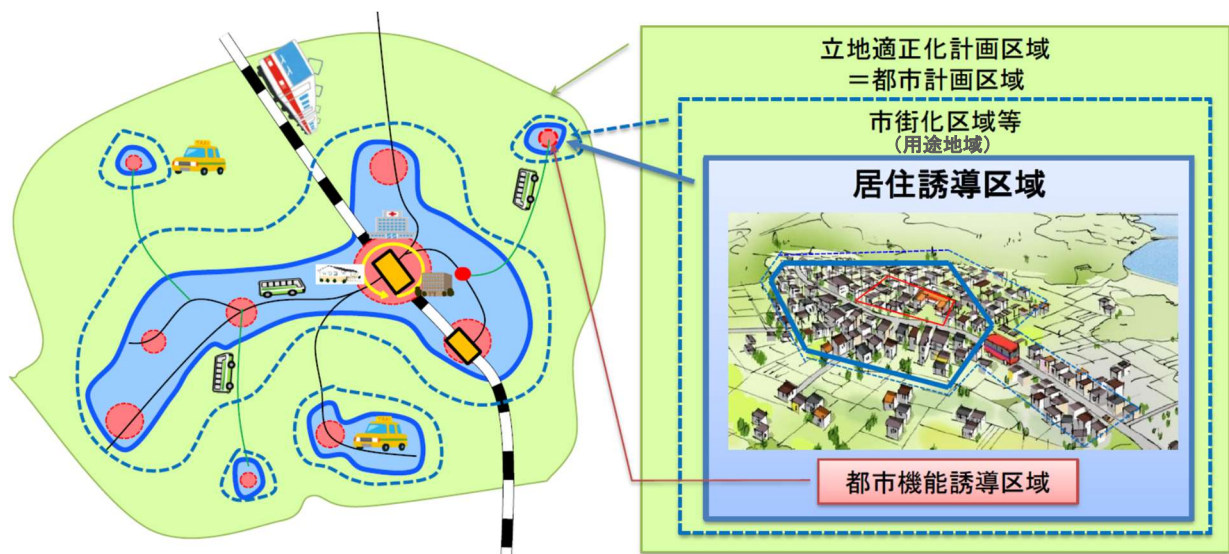 立地適正化計画区域
＝都市計画区域
市街化区域等
（用途地域）
居住誘導区域
都市機能誘導区域